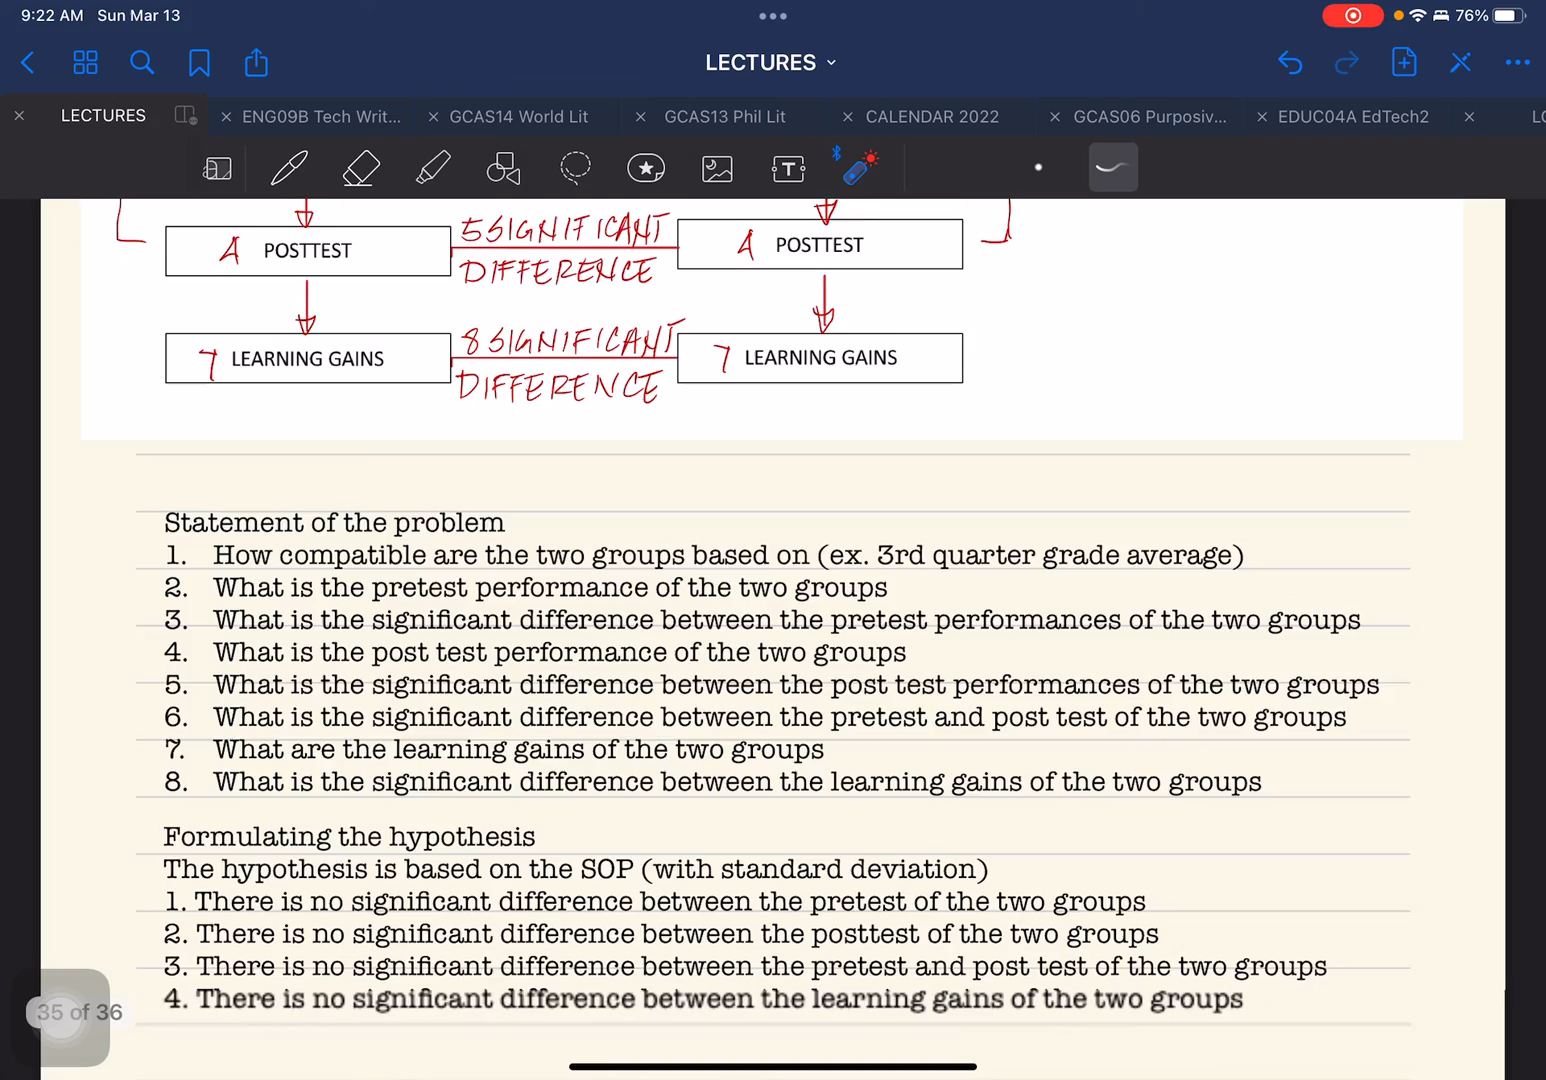 9:22 AM Sun Mar 13
76%
LECTURES
LECTURES
ENG09B Tech Writ...
GCAS14 World Lit
GCAS13 Phil Lit
CALENDAR 2022
GCAS06 Purposiv...
EDUC04A EdTech2
LO
4 POSTTEST
5 SIGNIFICANT
DIFFERENCE
4 POSTTEST
7 LEARNING GAINS
8 SIGNIFICANT
DIFFERENCE
7 LEARNING GAINS
Statement of the problem
1. How compatible are the two groups based on (ex. 3rd quarter grade average)
2. What is the pretest performance of the two groups
3. What is the significant difference between the pretest performances of the two groups
4. What is the post test performance of the two groups
5. What is the significant difference between the post test performances of the two groups
6. What is the significant difference between the pretest and post test of the two groups
7. What are the learning gains of the two groups
8. What is the significant difference between the learning gains of the two groups
Formulating the hypothesis
The hypothesis is based on the SOP (with standard deviation)
1. There is no significant difference between the pretest of the two groups
2. There is no significant difference between the posttest of the two groups
3. There is no significant difference between the pretest and post test of the two groups
4. There is no significant difference between the learning gains of the two groups
35 of 36